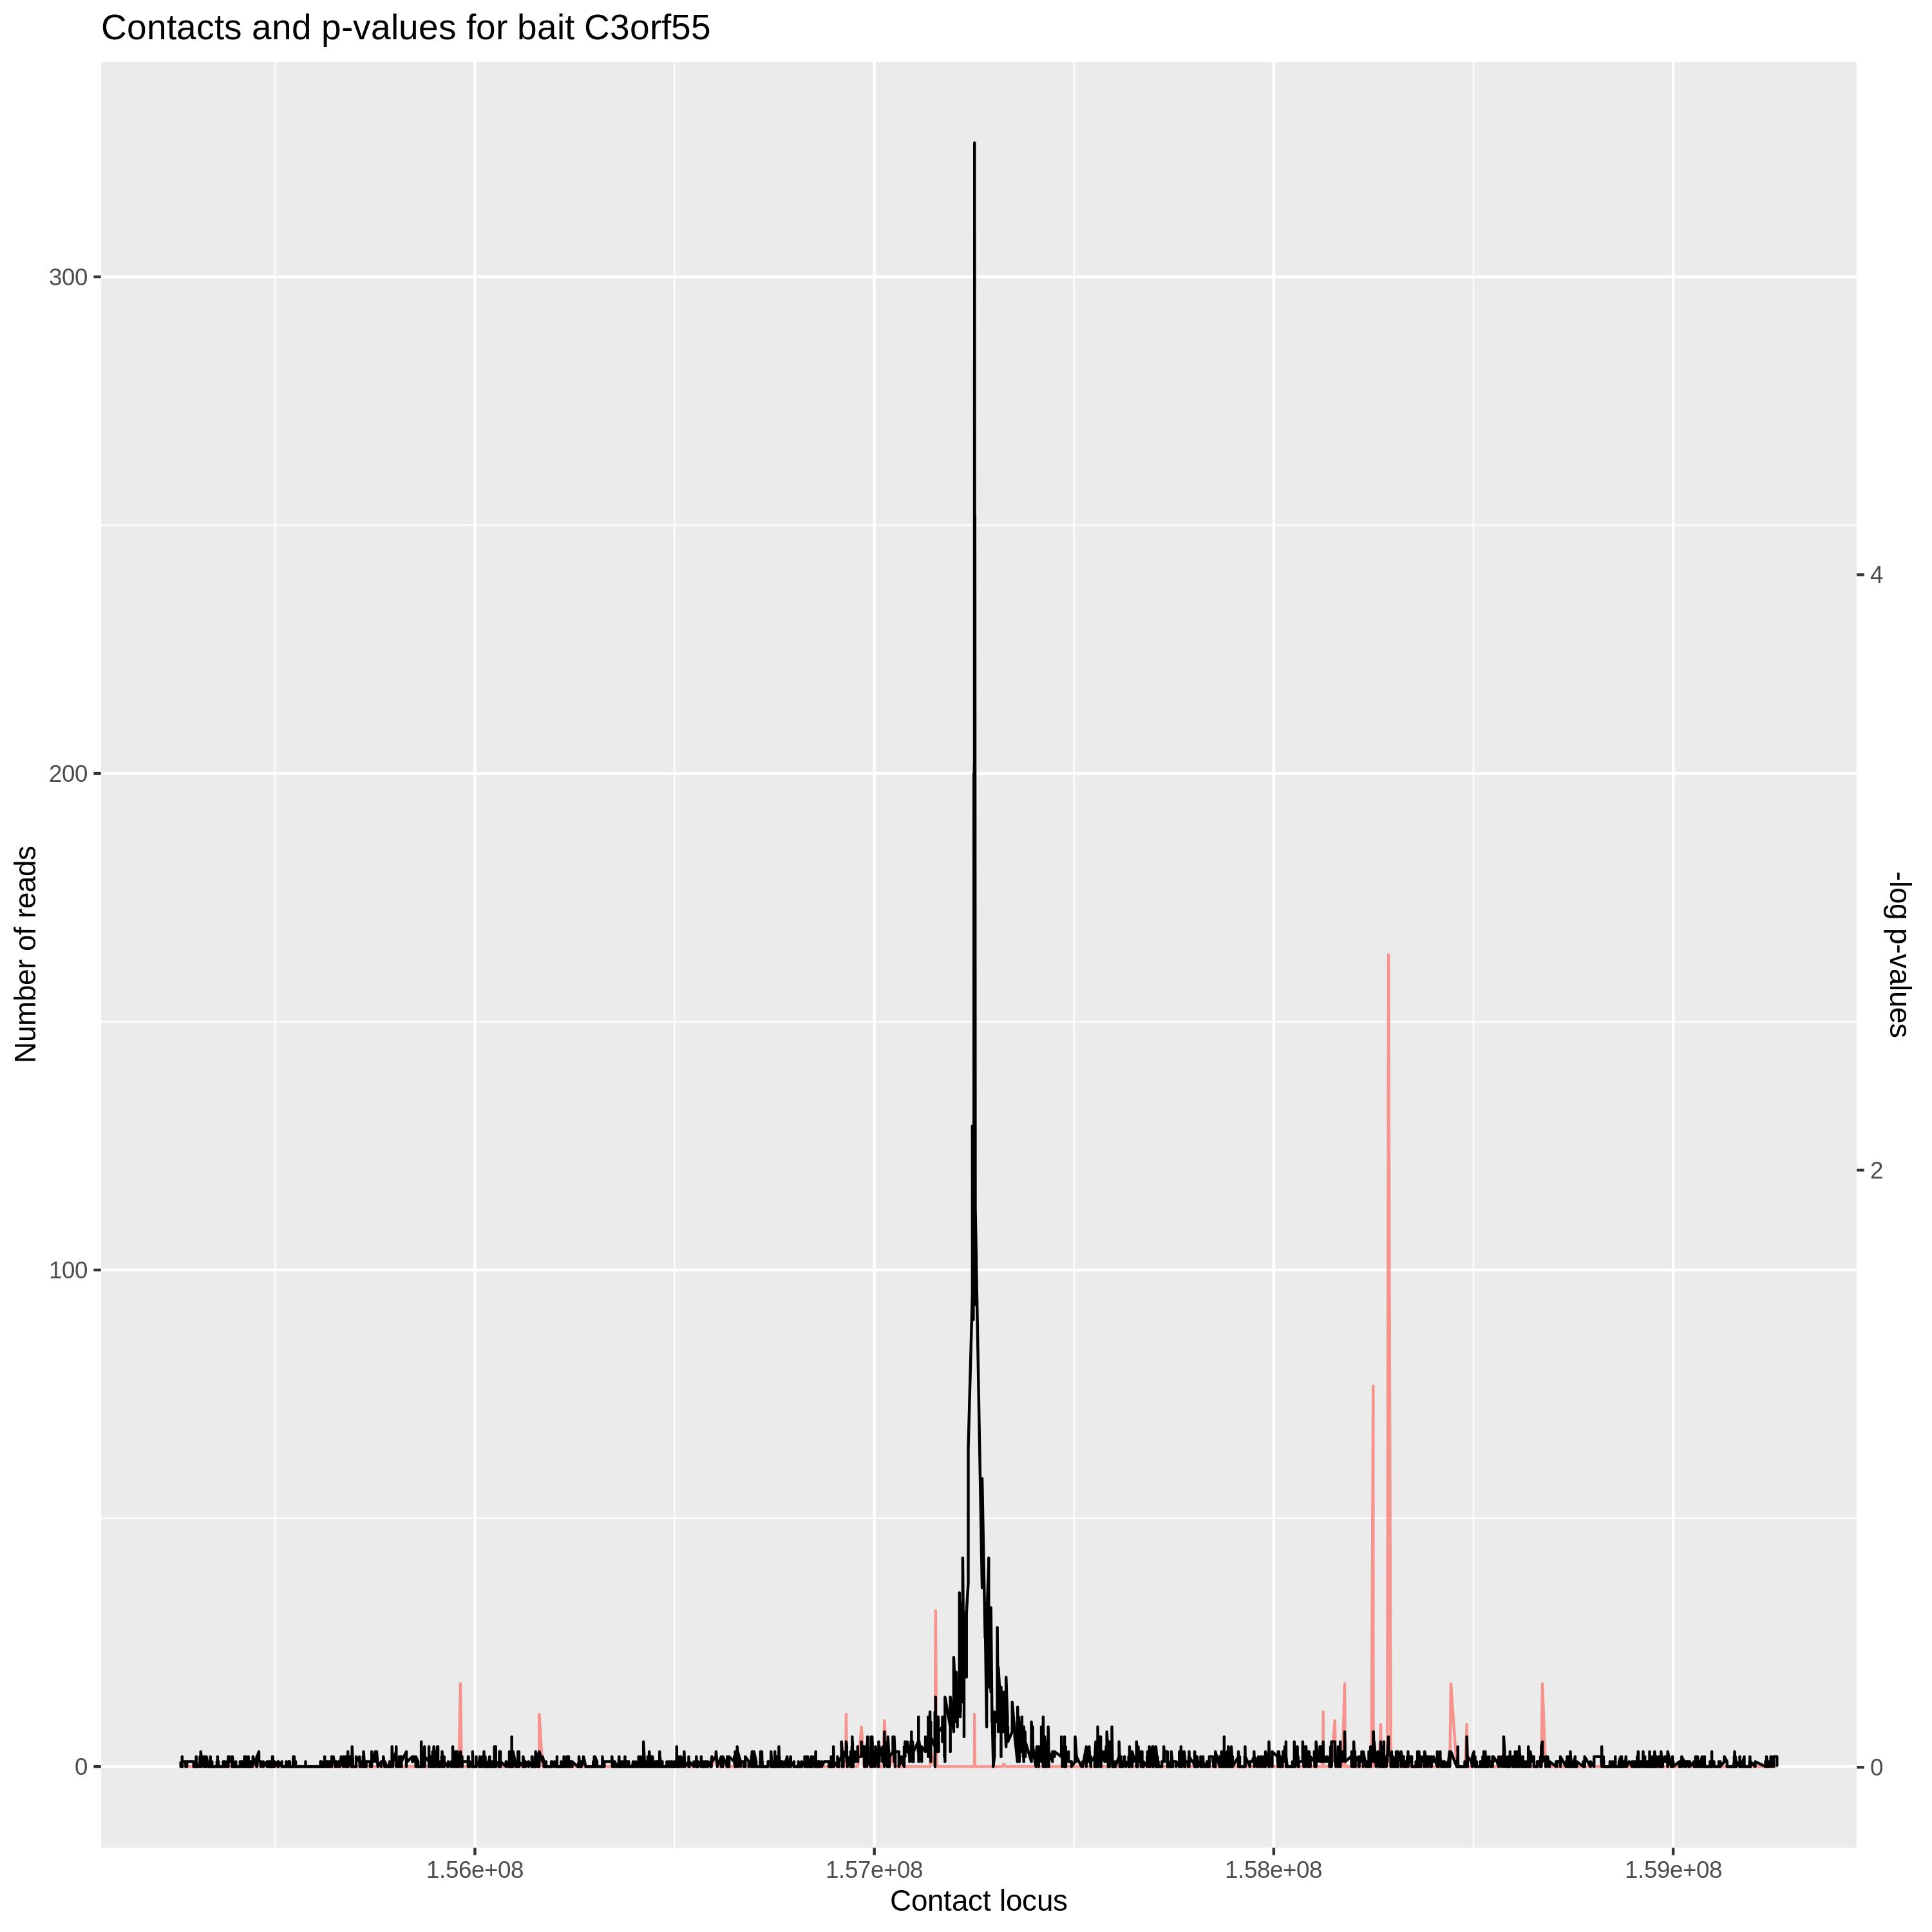 Contacts and p-values for bait C3orf55
Number of reads
300
200
100
0
4
2
0
-log p-values
1.56e+08
1.57e+08
1.58e+08
1.59e+08
Contact locus